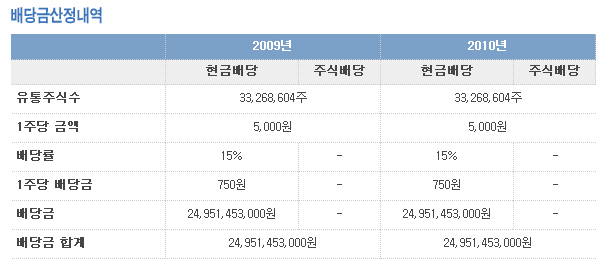 배당금산정내역
2009년 2010년
현금배당 주식배당 현금배당 주식배당
유통주식수 33,268,604주 33,268,604주
1주당 금액 5,000원 5,000원
배당률 15% - 15% -
1주당 배당금 750원 - 750원 -
배당금 24,951,453,000원 - 24,951,453,000원 -
배당금 합계 24,951,453,000원 24,951,453,000원